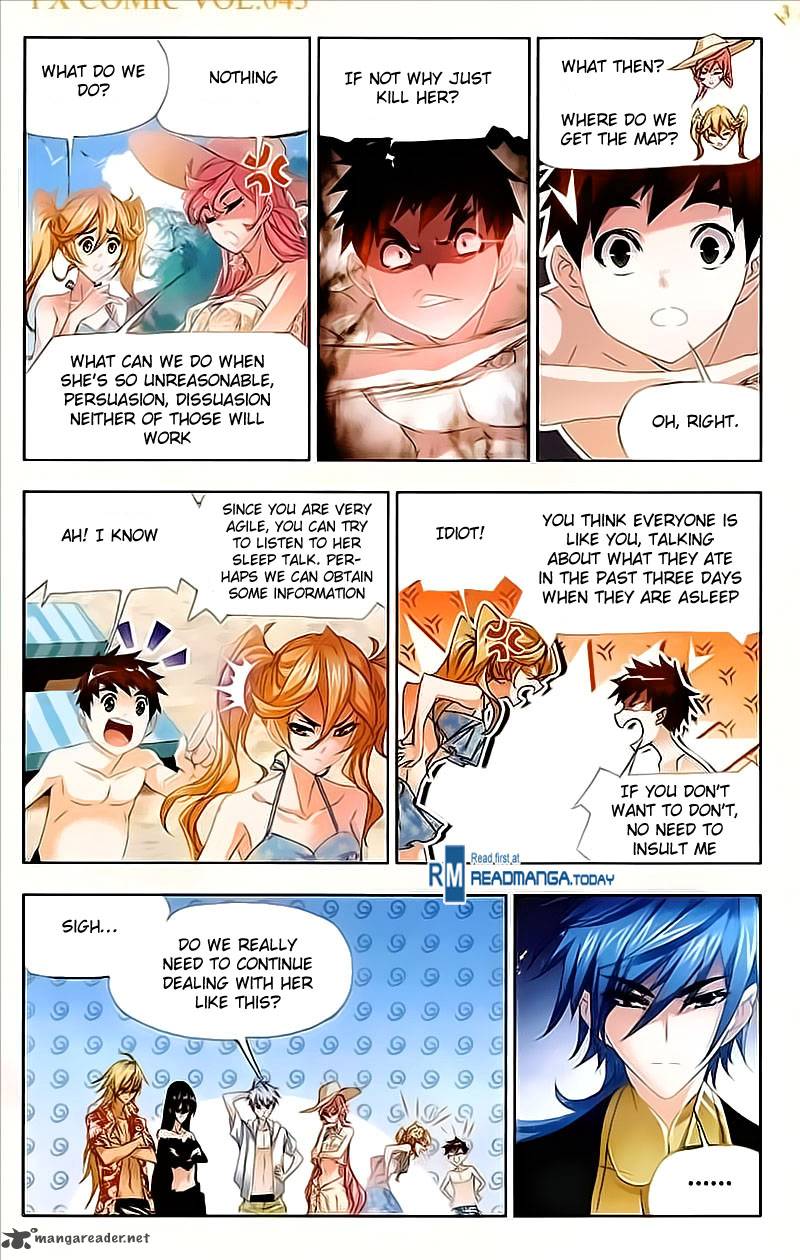 PX COMIC VOL.043
WHAT DO WE
DO?
NOTHING
WHAT CAN WE DO WHEN
SHE'S SO UNREASONABLE,
PERSUASION, DISSUASION
NEITHER OF THOSE WILL
WORK
IF NOT WHY JUST
KILL HER?
WHAT THEN?
WHERE DO WE
GET THE MAP?
OH, RIGHT.
AH! I KNOW
SINCE YOU ARE VERY
AGILE, YOU CAN TRY
TO LISTEN TO HER
SLEEP TALK. PER-
HAPS WE CAN OBTAIN
SOME INFORMATION
IDIOT!
YOU THINK EVERYONE IS
LIKE YOU, TALKING
ABOUT WHAT THEY ATE
IN THE PAST THREE DAYS
WHEN THEY ARE ASLEEP
IF YOU DON'T
WANT TO DON'T,
NO NEED TO
INSULT ME
RM Read first at
READMANGA.TODAY
SIGH...
DO WE REALLY
NEED TO CONTINUE
DEALING WITH HER
LIKE THIS?
......
mangareader.net